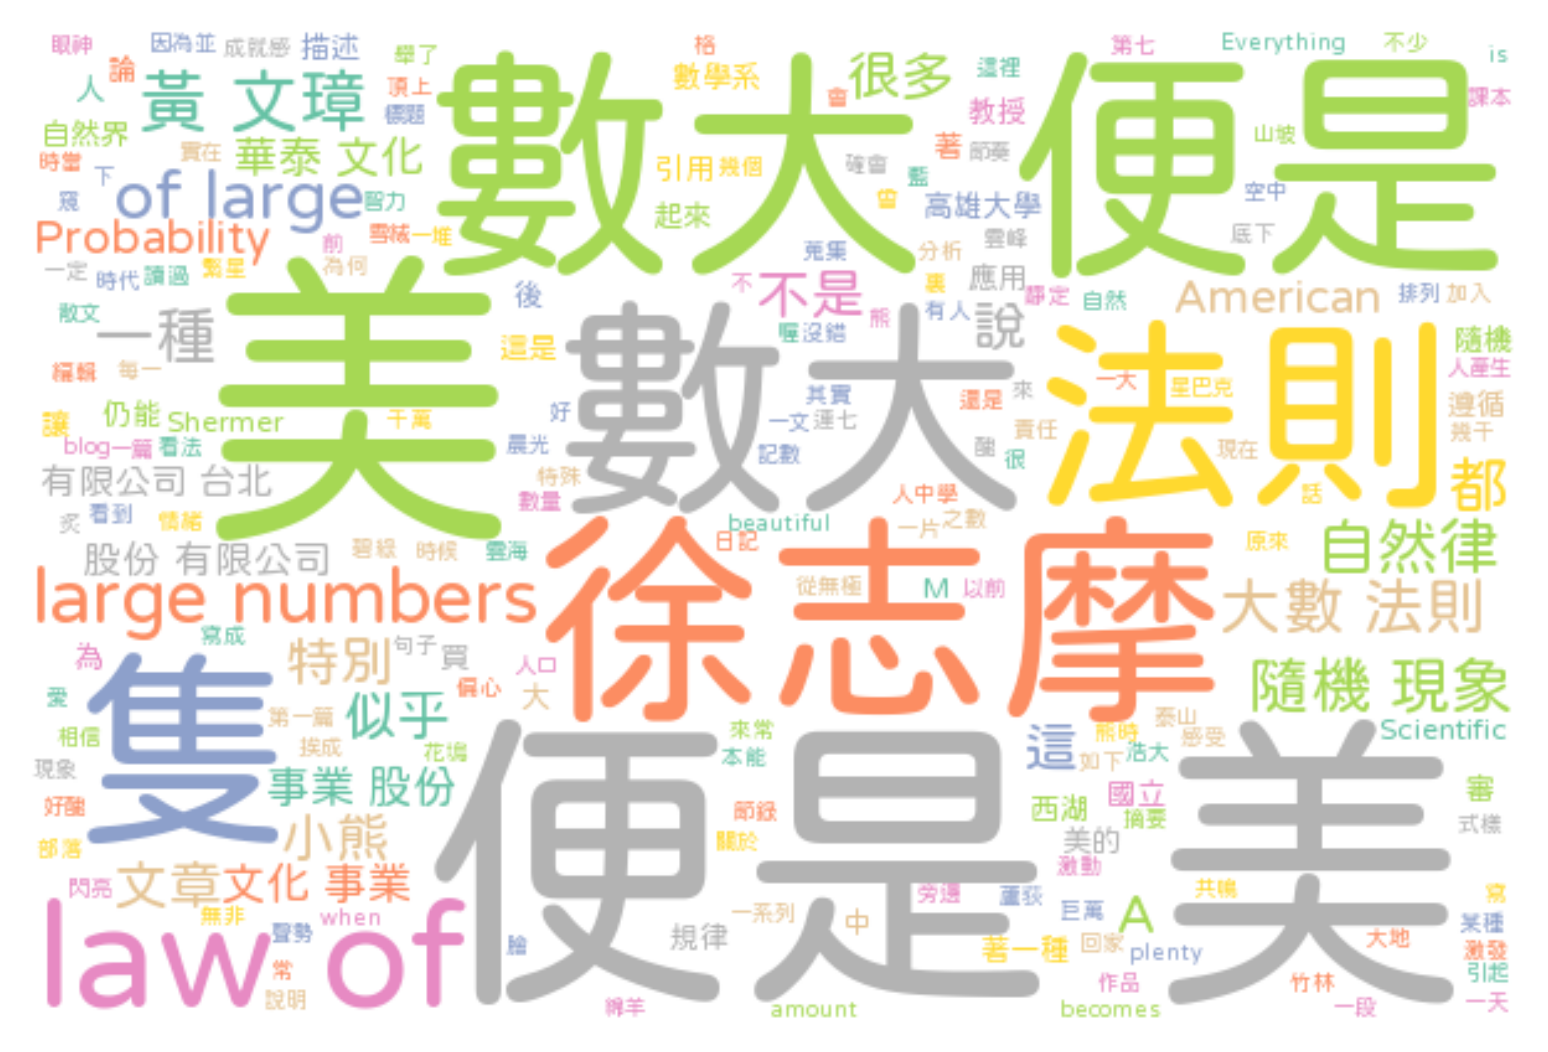 眼神 因為並 成就感 描述 舉了 格 第七 Everything 不少 is
人 論 黃 文璋 頂上 標題 數學系 很多 這裡 會 教授 課本
數大 便是
自然界 時當 實在 華泰 文化 引用 幾個 確會 著 節奏 山坡
下 of large 智力 起來 曾 藍 高雄大學 空中
Probability 前 雪絨 一堆 蒐集 分析 雲峰 底下
一定 時代 讀過 繁星 為何 不 不是 裏 應用 靜定 自然 American 排列 加入
散文 一種 美 後 這是 熊 有人 說 隨機
數大 法則
編輯 每一 喔 沒錯 其實 還是 來 一大 星巴克 人產生
讓 仍能 Shermer 千萬 好 一文 運七 責任 遵循 幾千
blog一篇 看法 晨光 記數 醜 很 現在
有限公司 台北 特殊 數量 人中學 話 都
炙 看到 情緒 beautiful 一片 之數
股份 有限公司 碧綠 時候 雲海 日記 原來 自然律
large numbers 徐志摩 從無極 M 以前 大數 法則
為 寫成 特別 句子 買 人口 隨機 現象
愛 隻 第一篇 似乎 偏心 大
相信 挨成 花塢 來常 本能 這 熊時 如下 泰山 感受 浩大 Scientific
現象 事業 股份 便是 美
好醜 小熊 節錄 關於 西湖 國立 摘要 美的 審 式樣
部落 激動
閃亮 文章 文化 事業 旁邊 蘆荻 共鳴 寫
無非 when 一系列 中 巨萬 A 某種
law of 聲勢 臉 規律 著一種 回家 plenty 大地 激發
常 說明 作品 竹林 引起
綿羊 amount becomes 一段 一天